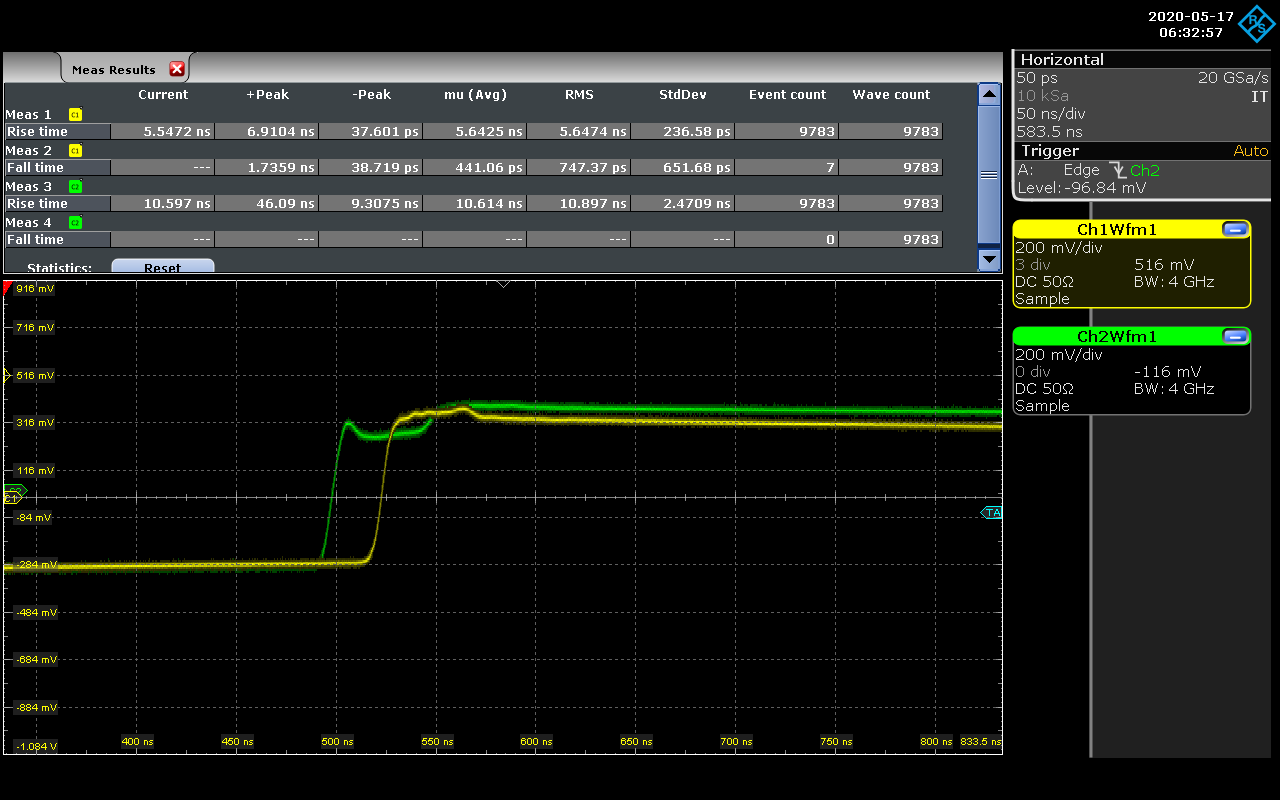 2020-05-17
06:32:57
R&S
Meas Results
Current +Peak -Peak mu (Avg) RMS StdDev Event count Wave count
Meas 1 C1
Rise time 5.5472 ns 6.9104 ns 37.601 ps 5.6425 ns 5.6474 ns 236.58 ps 9783 9783
Meas 2 C1
Fall time --- 1.7359 ns 38.719 ps 441.06 ps 747.37 ps 651.68 ps 7 9783
Meas 3 C2
Rise time 10.597 ns 46.09 ns 9.3075 ns 10.614 ns 10.897 ns 2.4709 ns 9783 9783
Meas 4 C2
Fall time --- --- --- --- --- --- 0 9783
Statistics: Reset
Horizontal
50 ps 20 GSa/s
10 kSa IT
50 ns/div
583.5 ns
Trigger Auto
A: Edge Ch2
Level: -96.84 mV
Ch1Wfm1
200 mV/div
3 div 516 mV
DC 50Ω BW: 4 GHz
Sample
Ch2Wfm1
200 mV/div
0 div -116 mV
DC 50Ω BW: 4 GHz
Sample
916 mV
716 mV
516 mV
316 mV
116 mV
C2
C1
-84 mV
TA
-284 mV
-484 mV
-684 mV
-884 mV
-1.084 V
400 ns 450 ns 500 ns 550 ns 600 ns 650 ns 700 ns 750 ns 800 ns 833.5 ns